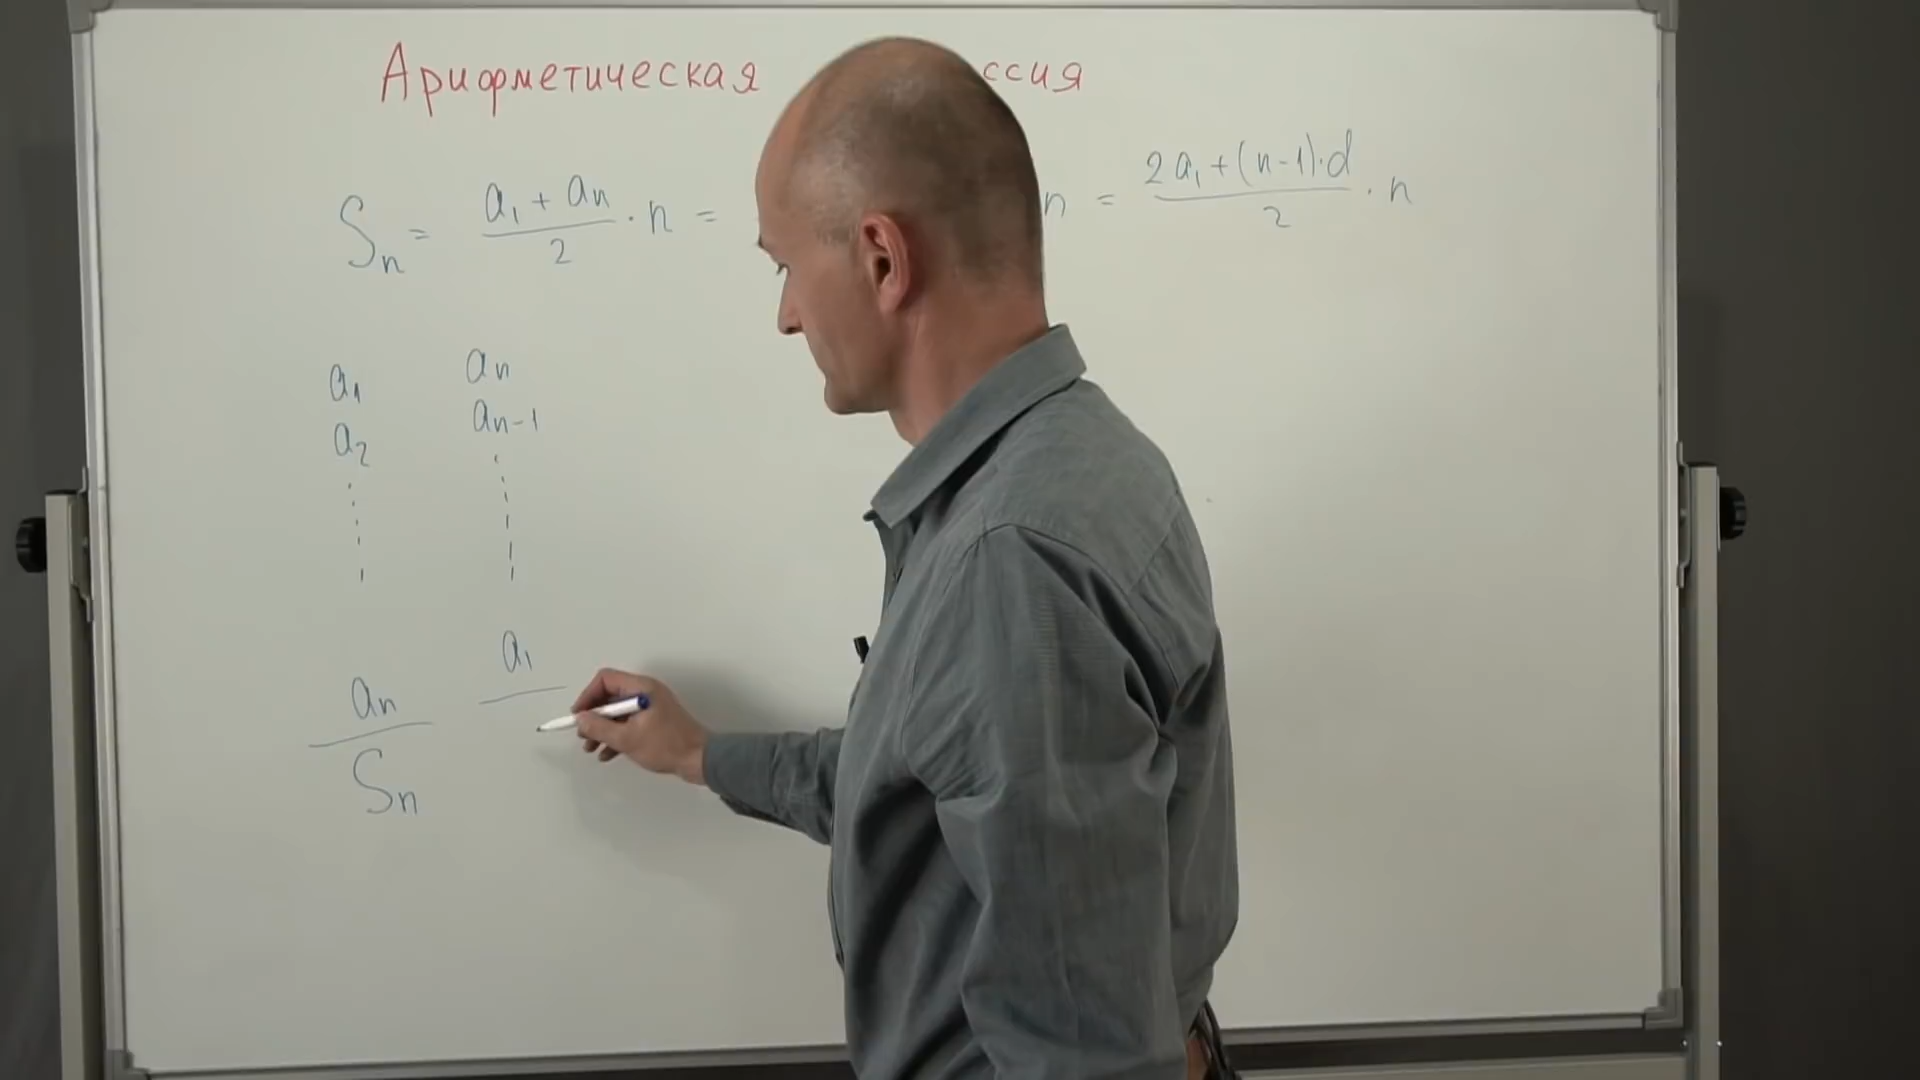 Арифметическая ссия
Sn = (a1 + an)/2 · n = n = (2a1 + (n-1)·d)/2 · n
a1 an
a2 an-1
an a1
Sn